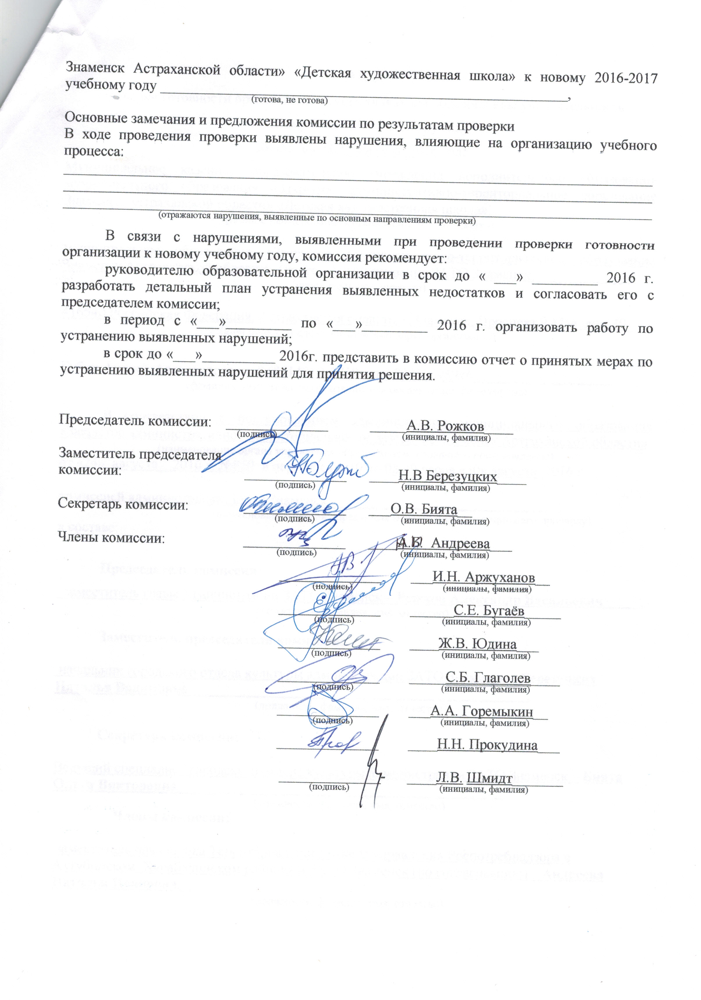 Знаменск Астраханской области» «Детская художественная школа» к новому 2016-2017
учебному году ____________________,
(готова, не готова)
Основные замечания и предложения комиссии по результатам проверки
В ходе проведения проверки выявлены нарушения, влияющие на организацию учебного
процесса:
(отражаются нарушения, выявленные по основным направлениям проверки)
В связи с нарушениями, выявленными при проведении проверки готовности
организации к новому учебному году, комиссия рекомендует:
руководителю образовательной организации в срок до « ___» _________ 2016 г.
разработать детальный план устранения выявленных недостатков и согласовать его с
председателем комиссии;
в период с «___»_________ по «___»_________ 2016 г. организовать работу по
устранению выявленных нарушений;
в срок до «___»__________ 2016г. представить в комиссию отчет о принятых мерах по
устранению выявленных нарушений для принятия решения.
Председатель комиссии: А.В. Рожков
(подпись) (инициалы, фамилия)
Заместитель председателя
комиссии: Н.В Березуцких
(подпись) (инициалы, фамилия)
Секретарь комиссии: О.В. Бията
(подпись) (инициалы, фамилия)
Члены комиссии: Андреева
(подпись) (инициалы, фамилия)
И.Н. Аржуханов
(подпись) (инициалы, фамилия)
С.Е. Бугаёв
(подпись) (инициалы, фамилия)
Ж.В. Юдина
(подпись) (инициалы, фамилия)
С.Б. Глаголев
(подпись) (инициалы, фамилия)
А.А. Горемыкин
(подпись) (инициалы, фамилия)
Н.Н. Прокудина
Л.В. Шмидт
(подпись) (инициалы, фамилия)